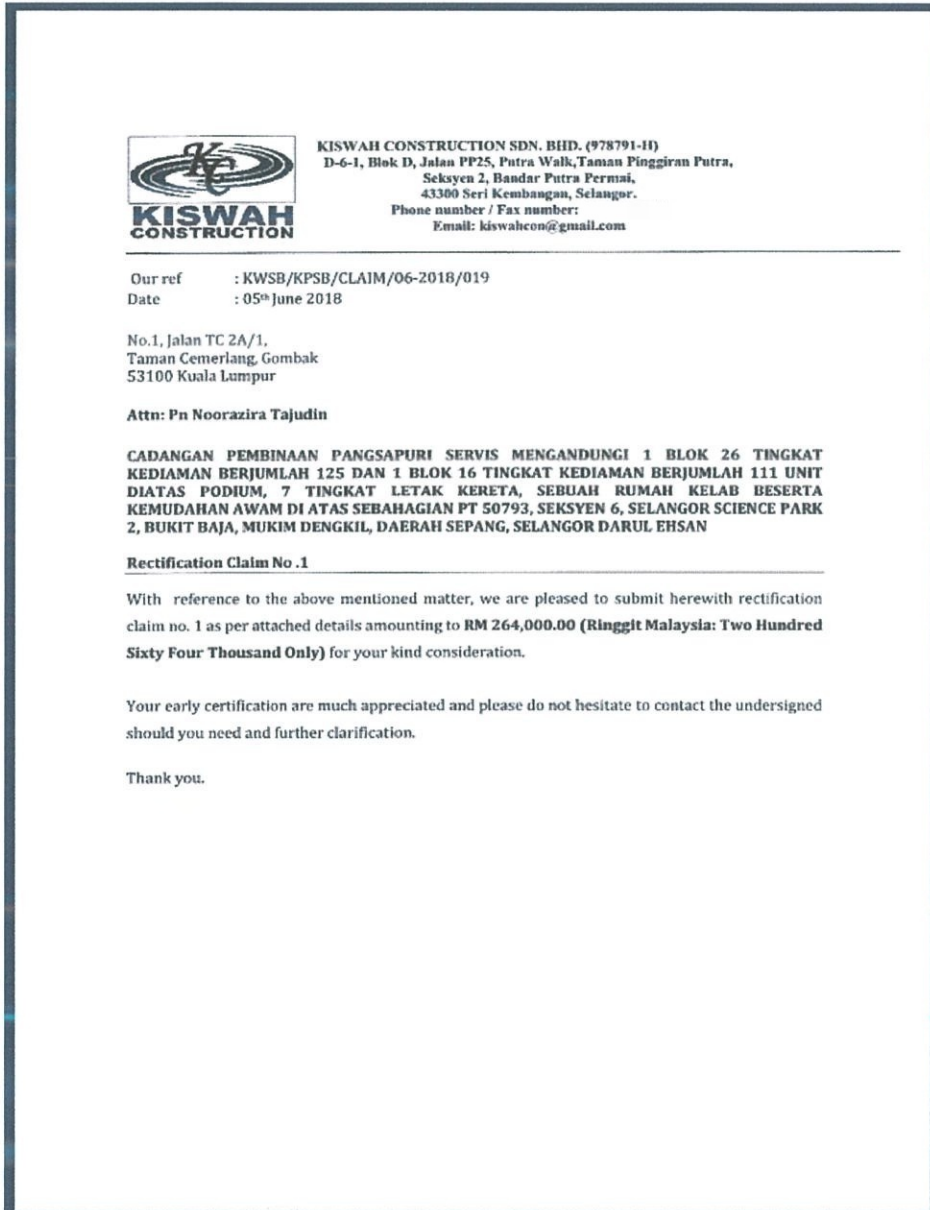 KC
KISWAH
CONSTRUCTION
KISWAH CONSTRUCTION SDN. BHD. (978791-H)
D-6-1, Blok D, Jalan PP25, Putra Walk,Taman Pinggiran Putra,
Seksyen 2, Bandar Putra Permai,
43300 Seri Kembangan, Selangor.
Phone number / Fax number:
Email: kiswahcon@gmail.com
Our ref : KWSB/KPSB/CLAIM/06-2018/019
Date : 05th June 2018
No.1, Jalan TC 2A/1,
Taman Cemerlang, Gombak
53100 Kuala Lumpur
Attn: Pn Noorazira Tajudin
CADANGAN PEMBINAAN PANGSAPURI SERVIS MENGANDUNGI 1 BLOK 26 TINGKAT
KEDIAMAN BERJUMLAH 125 DAN 1 BLOK 16 TINGKAT KEDIAMAN BERJUMLAH 111 UNIT
DIATAS PODIUM, 7 TINGKAT LETAK KERETA, SEBUAH RUMAH KELAB BESERTA
KEMUDAHAN AWAM DI ATAS SEBAHAGIAN PT 50793, SEKSYEN 6, SELANGOR SCIENCE PARK
2, BUKIT BAJA, MUKIM DENGKIL, DAERAH SEPANG, SELANGOR DARUL EHSAN
Rectification Claim No .1
With reference to the above mentioned matter, we are pleased to submit herewith rectification
claim no. 1 as per attached details amounting to RM 264,000.00 (Ringgit Malaysia: Two Hundred
Sixty Four Thousand Only) for your kind consideration.
Your early certification are much appreciated and please do not hesitate to contact the undersigned
should you need and further clarification.
Thank you.